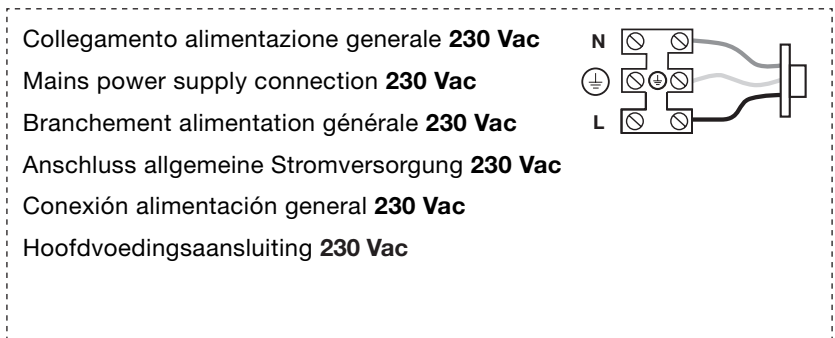 Collegamento alimentazione generale 230 Vac
Mains power supply connection 230 Vac
Branchement alimentation générale 230 Vac
Anschluss allgemeine Stromversorgung 230 Vac
Conexión alimentación general 230 Vac
Hoofdvoedingsaansluiting 230 Vac
N
L